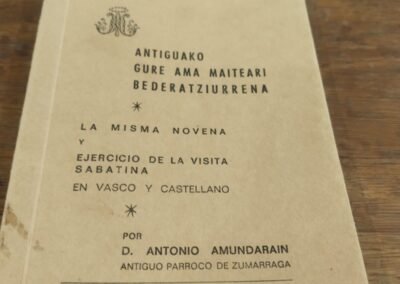 ANTIGUAKO
GURE AMA MAITEARI
BEDERATZIURRENA
LA MISMA NOVENA
Y
EJERCICIO DE LA VISITA
SABATINA
EN VASCO Y CASTELLANO
POR
D. ANTONIO AMUNDARAIN
ANTIGUO PARROCO DE ZUMARRAGA